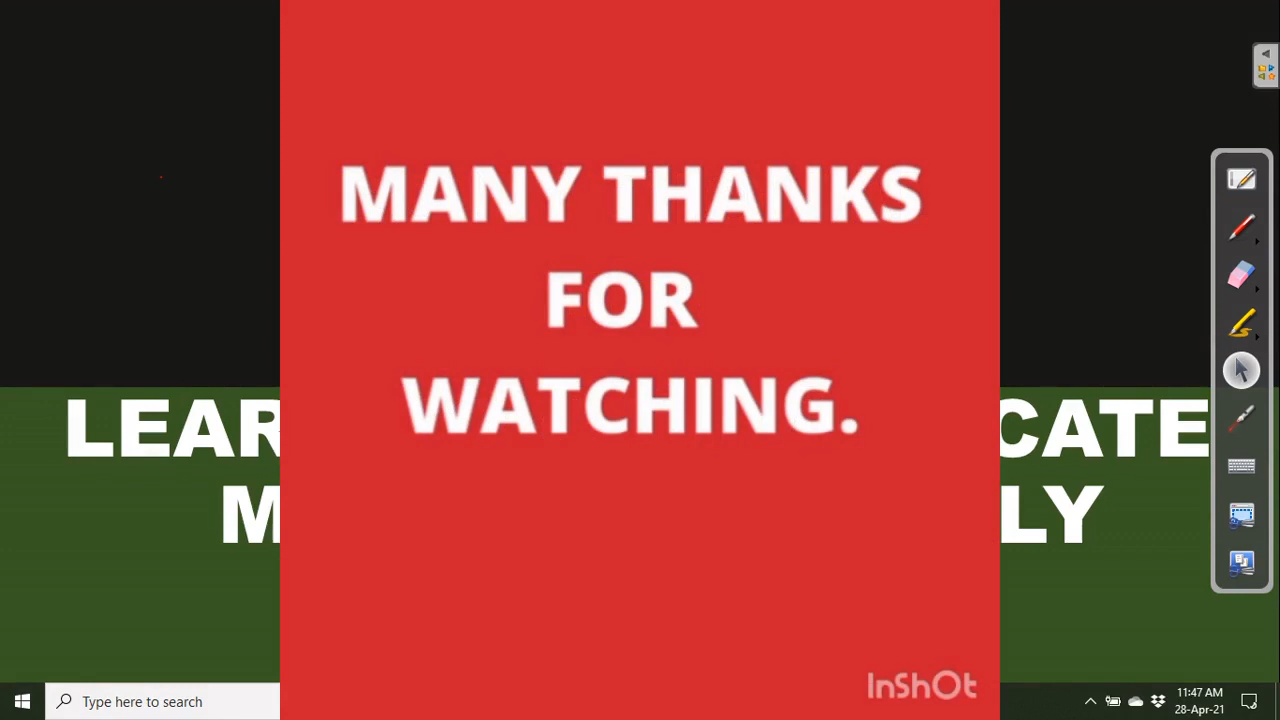 MANY THANKS
FOR
WATCHING.
LEAR
CATE
M
LY
InShOt
Type here to search
11:47 AM
28-Apr-21